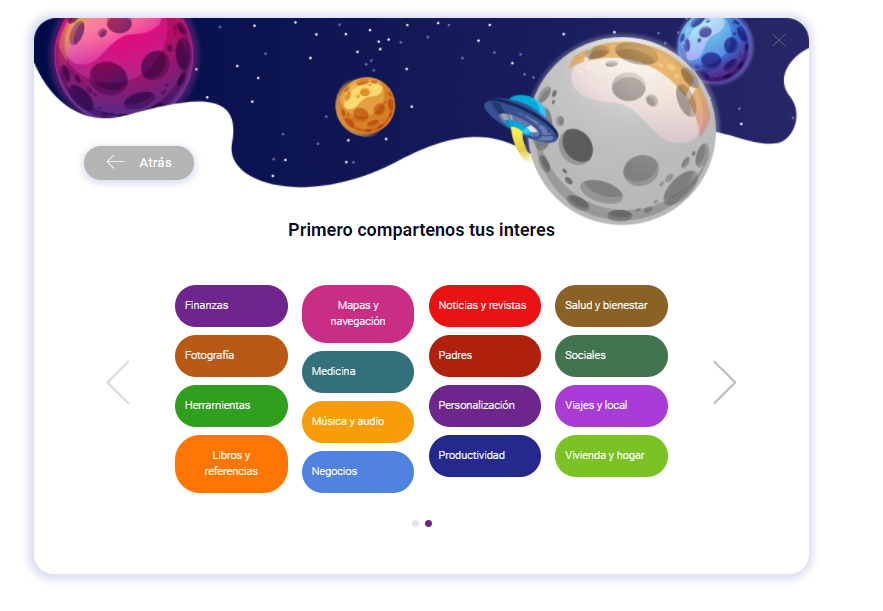 Atrás
Primero compartenos tus interes
Finanzas
Fotografía
Herramientas
Libros y
referencias
Mapas y
navegación
Medicina
Música y audio
Negocios
Noticias y revistas
Padres
Personalización
Productividad
Salud y bienestar
Sociales
Viajes y local
Vivienda y hogar